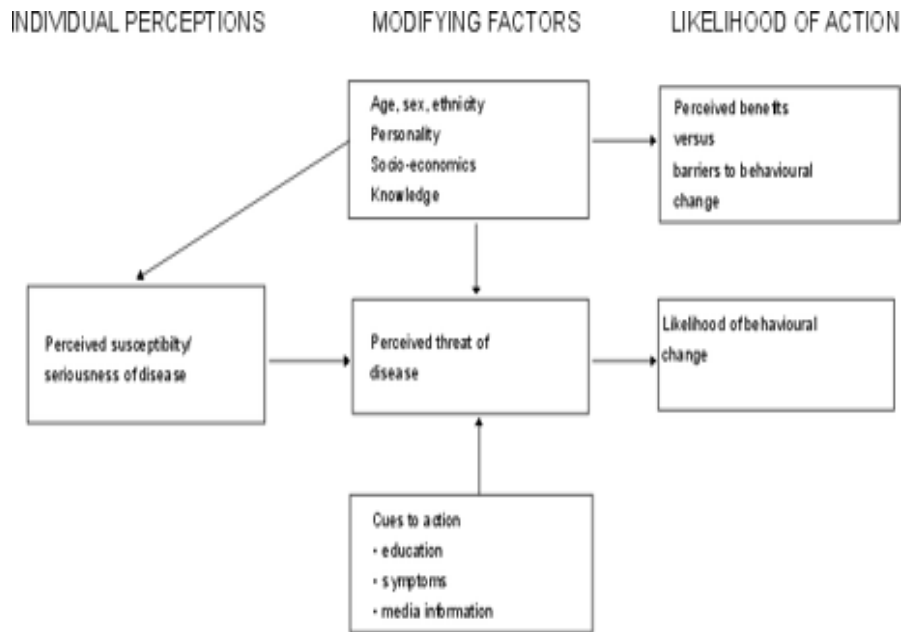 INDIVIDUAL PERCEPTIONS
MODIFYING FACTORS
LIKELIHOOD OF ACTION
Age, sex, ethnicity
Personality
Socio-economics
Knowledge
Perceived benefits
versus
barriers to behavioural
change
Perceived susceptibilty/
seriousness of disease
Perceived threat of
disease
Likelihood of behavioural
change
Cues to action
• education
• symptoms
• media information